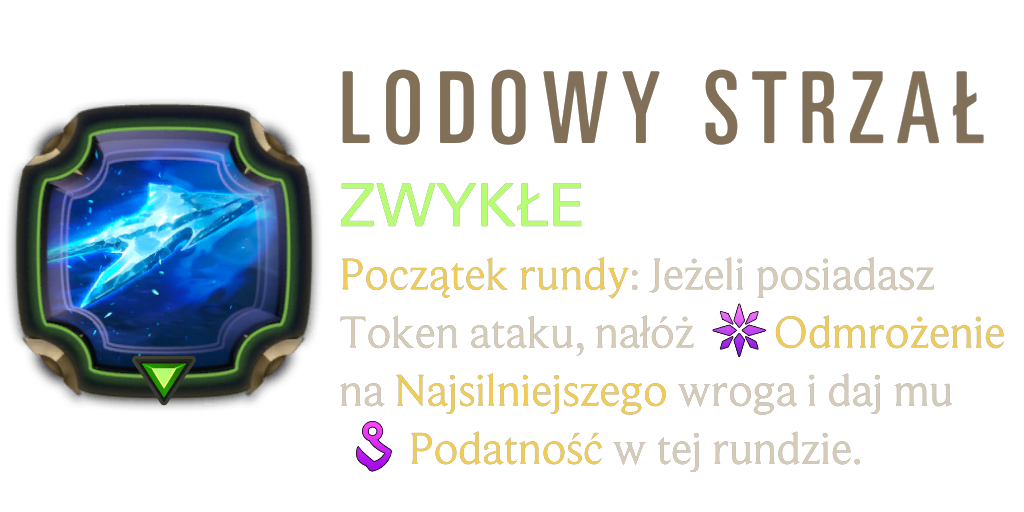 LODOWY STRZAŁ
ZWYKŁE
Początek rundy: Jeżeli posiadasz
Token ataku, nałóż Odmrożenie
na Najsilniejszego wroga i daj mu
Podatność w tej rundzie.